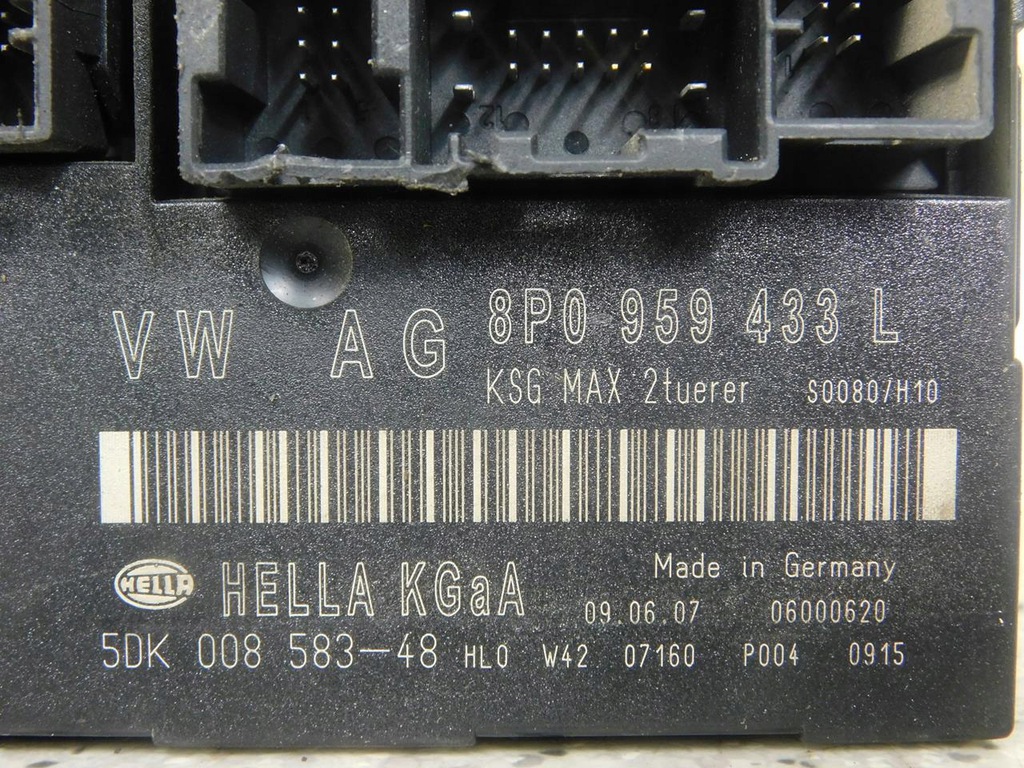 VW AG 8P0 959 433 L
KSG MAX 2tuerer S0080/H10
HELLA HELLA KGaA Made in Germany
09.06.07 06000620
5DK 008 583-48 HLO W42 07160 P004 0915